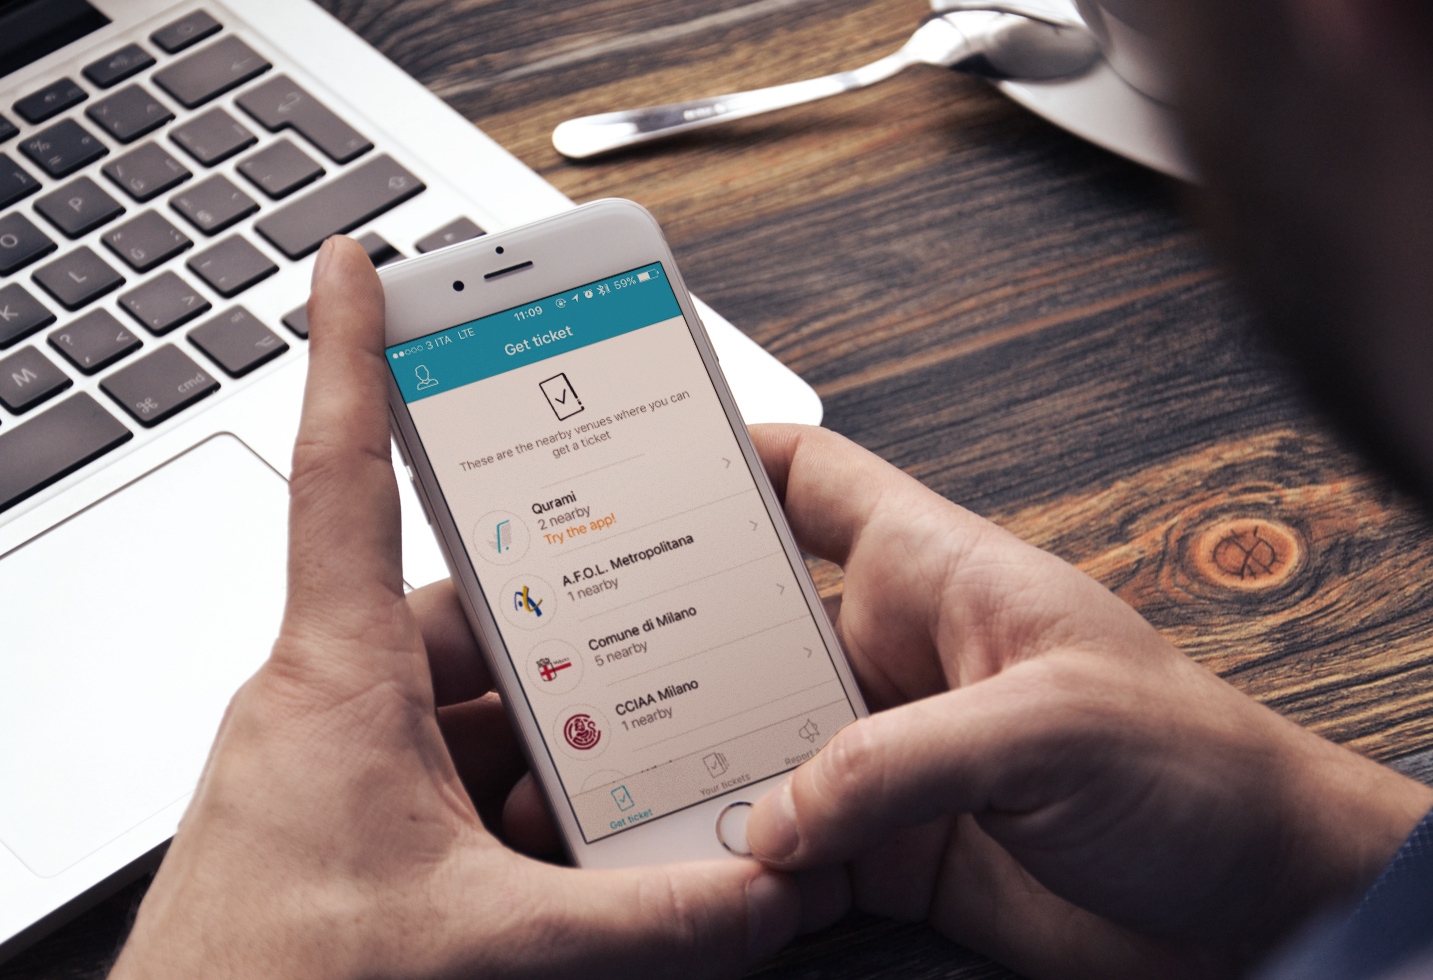 3 ITA LTE 11:09 59%
Get ticket
These are the nearby venues where you can
get a ticket
Qurami
2 nearby
Try the app!
A.F.O.L. Metropolitana
1 nearby
Comune di Milano
5 nearby
CCIAA Milano
1 nearby
Get ticket
Your tickets
Report
% =
Ü
O
P
Ğ
K
L
M
? , <
; >
⌘ cmd